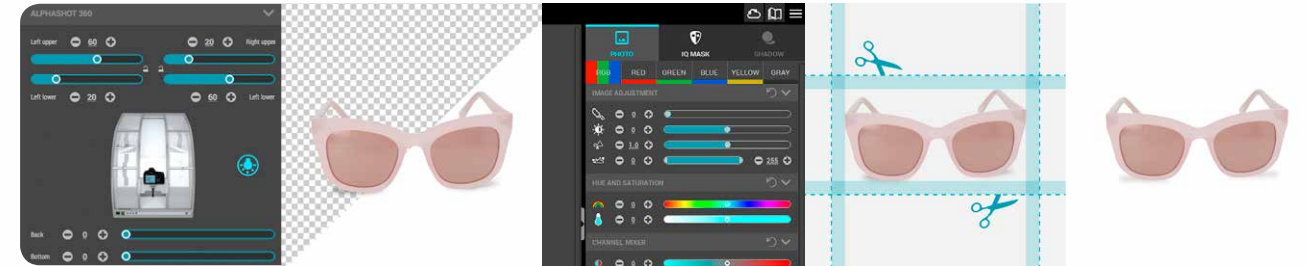 ALPHASHOT 360
Left upper 60 20 Right upper
Left lower 20 60 Left lower
Back 0
Bottom 0
PHOTO IQ MASK SHADOW
RGB RED GREEN BLUE YELLOW GRAY
IMAGE ADJUSTMENT
0
0
1.0
0 255
HUE AND SATURATION
0
0
CHANNEL MIXER
0